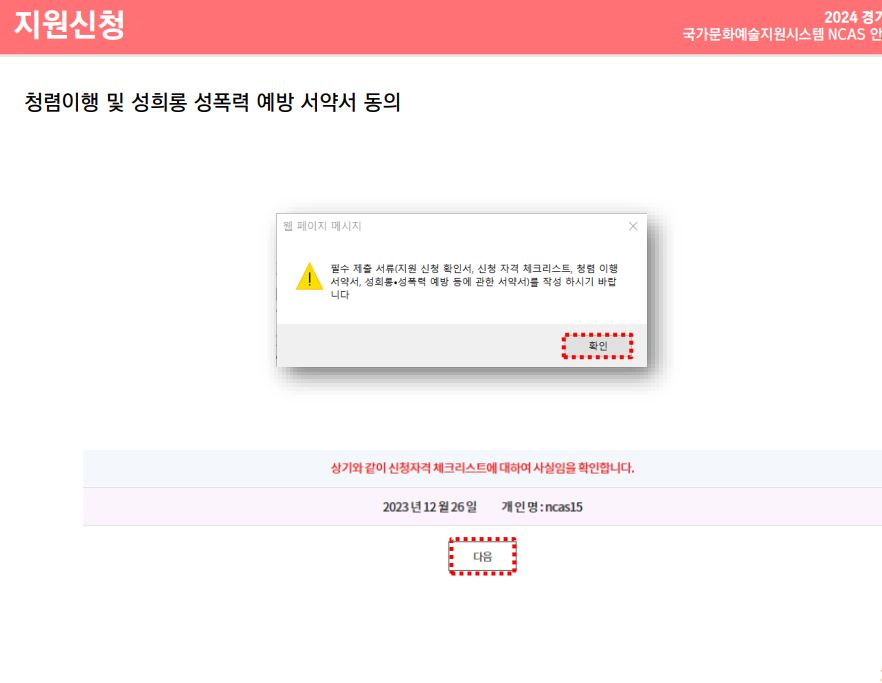 지원신청
2024 경기
국가문화예술지원시스템 NCAS 안
청렴이행 및 성희롱 성폭력 예방 서약서 동의
웹 페이지 메시지
필수 제출 서류(지원 신청 확인서, 신청 자격 체크리스트, 청렴 이행
서약서, 성희롱•성폭력 예방 등에 관한 서약서)를 작성 하시기 바랍
니다
확인
상기와 같이 신청자격 체크리스트에 대하여 사실임을 확인합니다.
2023 년 12 월 26 일 개 인 명 : ncas15
다음